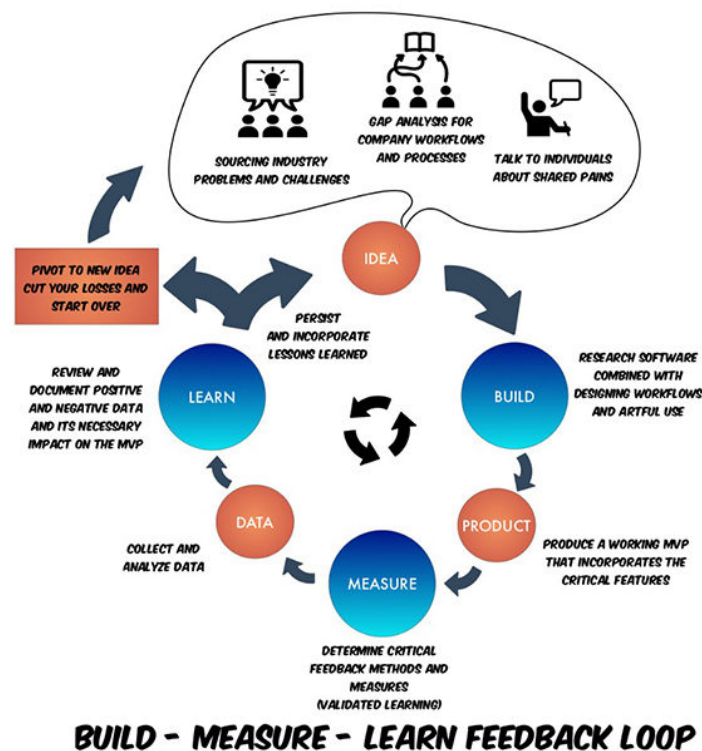 SOURCING INDUSTRY
PROBLEMS AND CHALLENGES
GAP ANALYSIS FOR
COMPANY WORKFLOWS
AND PROCESSES
TALK TO INDIVIDUALS
ABOUT SHARED PAINS
IDEA
PIVOT TO NEW IDEA
CUT YOUR LOSSES AND
START OVER
PERSIST
AND INCORPORATE
LESSONS LEARNED
BUILD
RESEARCH SOFTWARE
COMBINED WITH
DESIGNING WORKFLOWS
AND ARTFUL USE
LEARN
REVIEW AND
DOCUMENT POSITIVE
AND NEGATIVE DATA
AND ITS NECESSARY
IMPACT ON THE MVP
PRODUCT
PRODUCE A WORKING MVP
THAT INCORPORATES THE
CRITICAL FEATURES
DATA
COLLECT AND
ANALYZE DATA
MEASURE
DETERMINE CRITICAL
FEEDBACK METHODS AND
MEASURES
(VALIDATED LEARNING)
BUILD - MEASURE - LEARN FEEDBACK LOOP